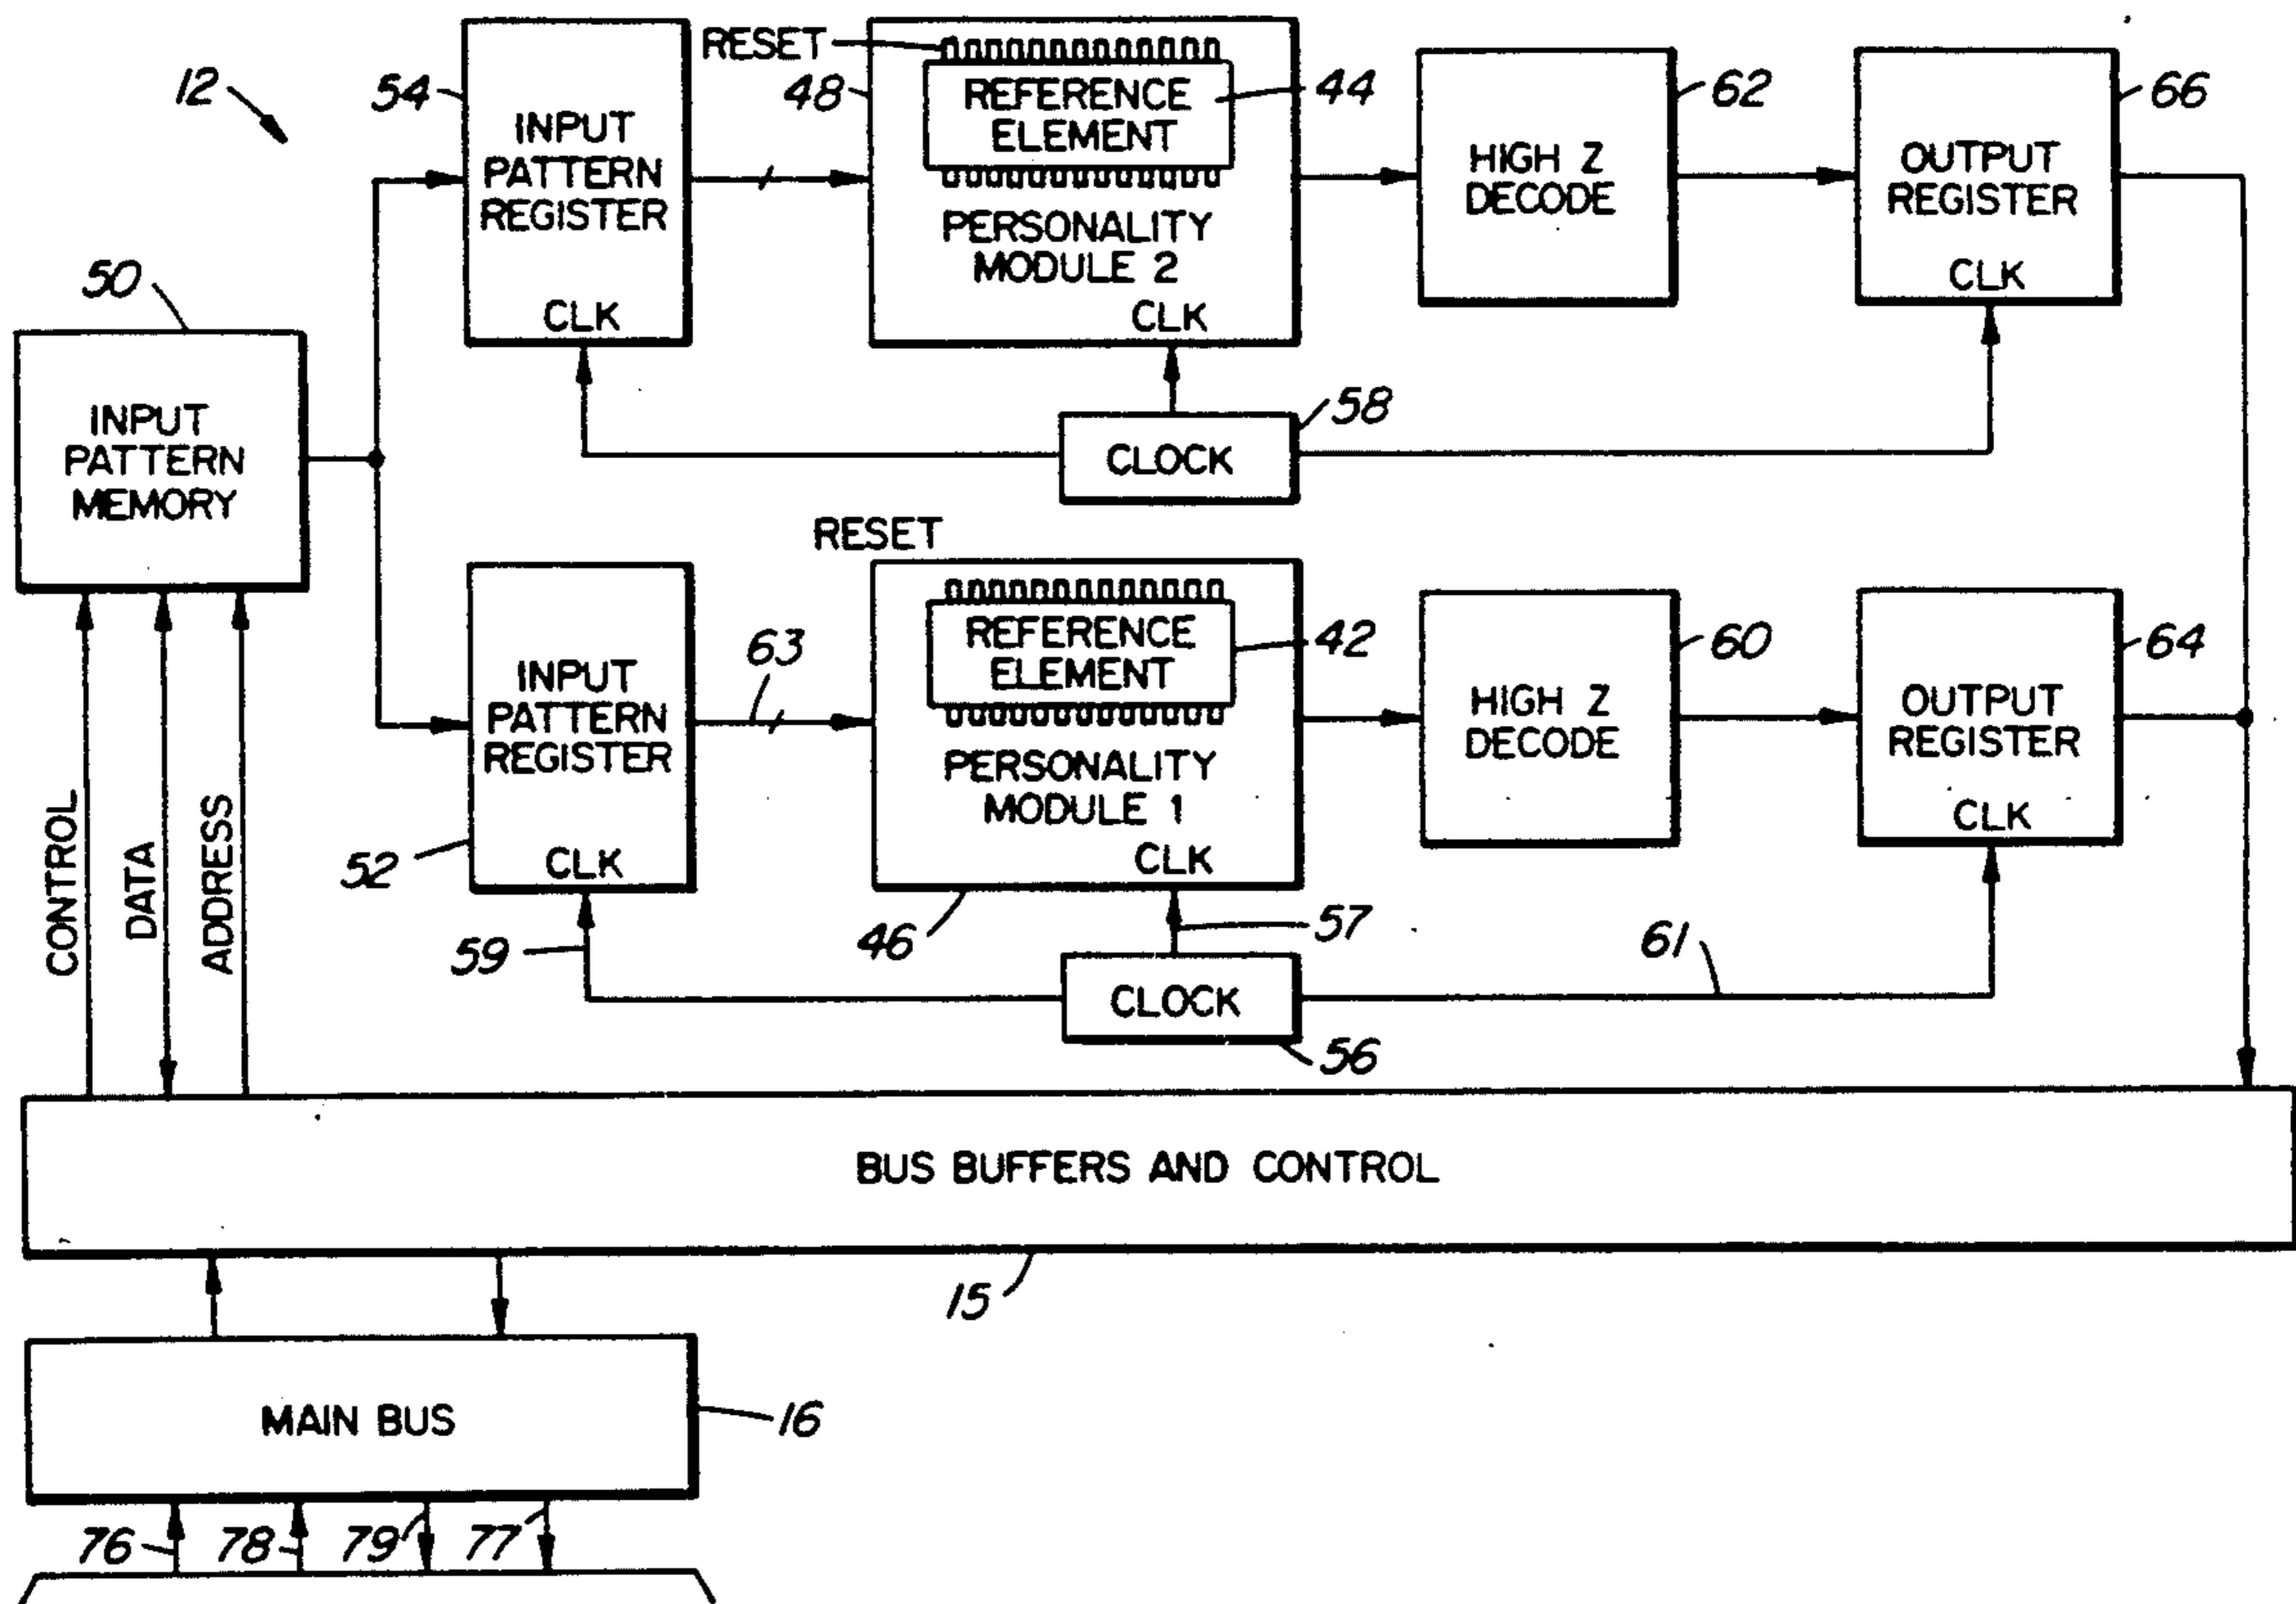 12
54
INPUT
PATTERN
REGISTER
CLK
RESET
48
REFERENCE
ELEMENT
44
PERSONALITY
MODULE 2
CLK
HIGH Z
DECODE
62
OUTPUT
REGISTER
CLK
66
50
INPUT
PATTERN
MEMORY
CLOCK
58
RESET
INPUT
PATTERN
REGISTER
CLK
52
63
REFERENCE
ELEMENT
42
PERSONALITY
MODULE 1
CLK
46
HIGH Z
DECODE
60
OUTPUT
REGISTER
CLK
64
CONTROL
DATA
ADDRESS
59
57
61
CLOCK
56
BUS BUFFERS AND CONTROL
15
MAIN BUS
16
76
78
79
77